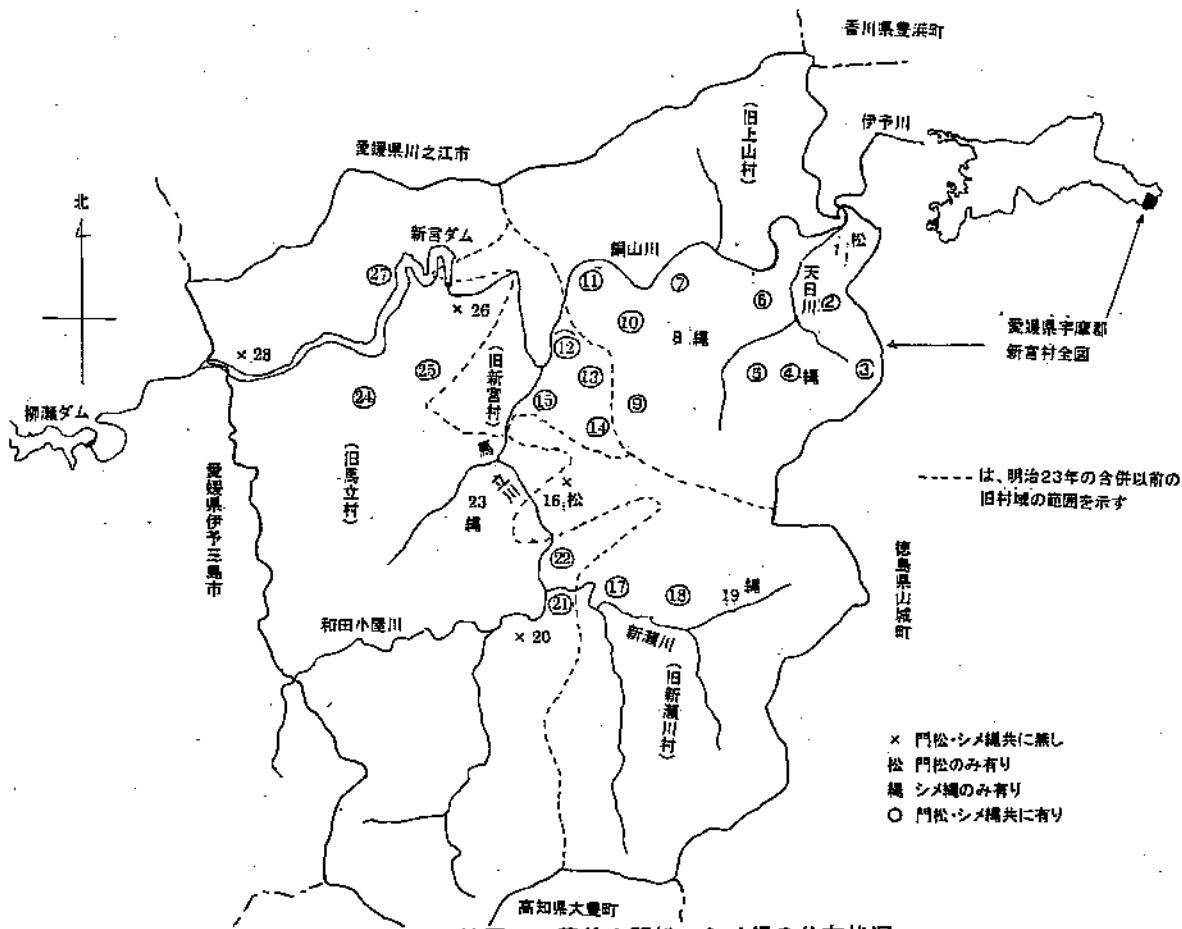 香川県豊浜町
伊予川
(旧上山村)
愛媛県川之江市
北
新宮ダム
銅山川
1 松
天日川
㉗
⑪
⑦
⑥
②
× 26
⑩
8 縄
愛媛県宇摩郡
新宮村全図
× 28
⑫
(旧新宮村)
㉕
⑬
⑤
④縄
③
㉔
⑮
⑨
柳瀬ダム
⑭
(旧馬立村)
馬立川
愛媛県伊予三島市
は、明治23年の合併以前の
旧村域の範囲を示す
×
16 松
23
縄
徳島県山城町
㉒
⑰
⑱
19 縄
㉑
和田小屋川
× 20
新瀬川
(旧新瀬川村)
× 門松・シメ縄共に無し
松 門松のみ有り
縄 シメ縄のみ有り
○ 門松・シメ縄共に有り
高知県大豊町